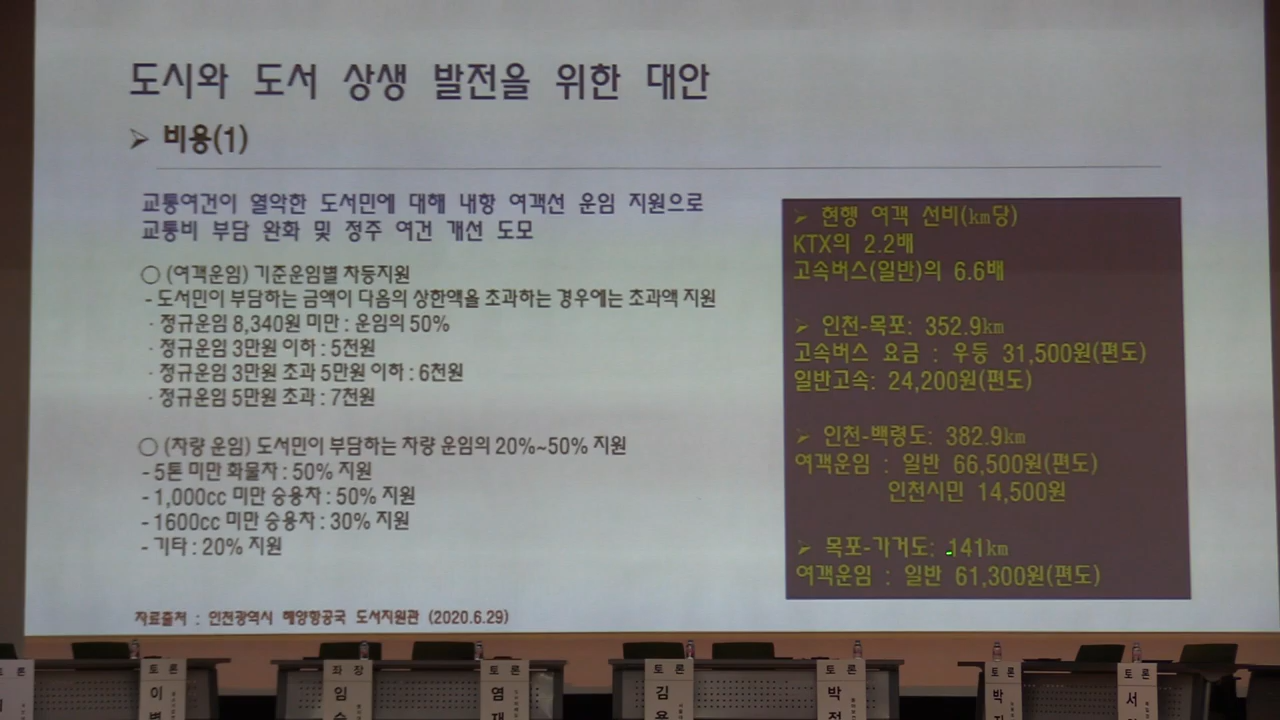 도시와 도서 상생 발전을 위한 대안
➢ 비용(1)
교통여건이 열악한 도서민에 대해 내항 여객선 운임 지원으로
교통비 부담 완화 및 정주 여건 개선 도모
○ (여객운임) 기준운임별 차등지원
- 도서민이 부담하는 금액이 다음의 상한액을 초과하는 경우에는 초과액 지원
· 정규운임 8,340원 미만 : 운임의 50%
· 정규운임 3만원 이하 : 5천원
· 정규운임 3만원 초과 5만원 이하 : 6천원
· 정규운임 5만원 초과 : 7천원
○ (차량 운임) 도서민이 부담하는 차량 운임의 20%~50% 지원
- 5톤 미만 화물차 : 50% 지원
- 1,000cc 미만 승용차 : 50% 지원
- 1600cc 미만 승용차 : 30% 지원
- 기타 : 20% 지원
자료출처 : 인천광역시 해양항공국 도서지원관 (2020.6.29)
➢ 현행 여객 선비(㎞당)
KTX의 2.2배
고속버스(일반)의 6.6배
➢ 인천-목포: 352.9㎞
고속버스 요금 : 우등 31,500원(편도)
일반고속: 24,200원(편도)
➢ 인천-백령도: 382.9㎞
여객운임 : 일반 66,500원(편도)
인천시민 14,500원
➢ 목포-가거도: 141㎞
여객운임 : 일반 61,300원(편도)
토론
토론
이
좌장
임
토론
염
토론
김
토론
박
토론
박
토론
서